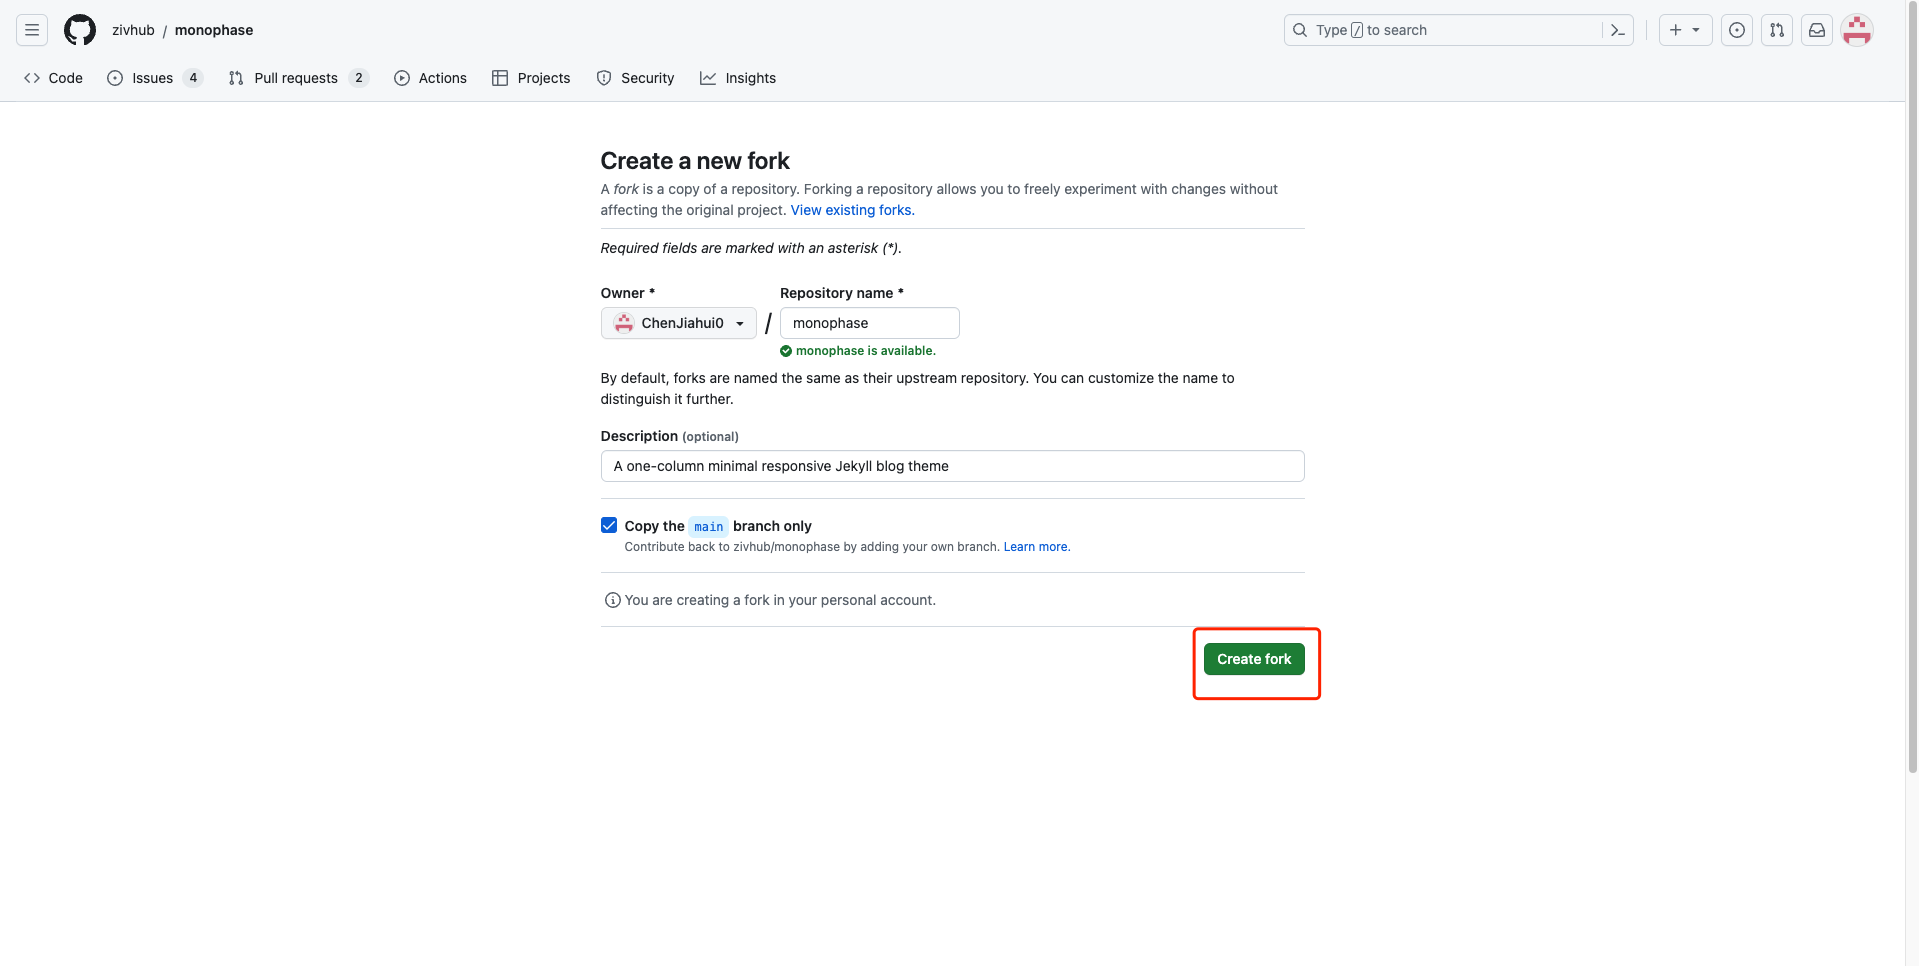 zivhub / monophase
Type / to search
Code
Issues 4
Pull requests 2
Actions
Projects
Security
Insights
Create a new fork
A fork is a copy of a repository. Forking a repository allows you to freely experiment with changes without
affecting the original project. View existing forks.
Required fields are marked with an asterisk (*).
Owner *
Repository name *
ChenJiahui0
/
monophase
monophase is available.
By default, forks are named the same as their upstream repository. You can customize the name to
distinguish it further.
Description (optional)
A one-column minimal responsive Jekyll blog theme
Copy the main branch only
Contribute back to zivhub/monophase by adding your own branch. Learn more.
You are creating a fork in your personal account.
Create fork